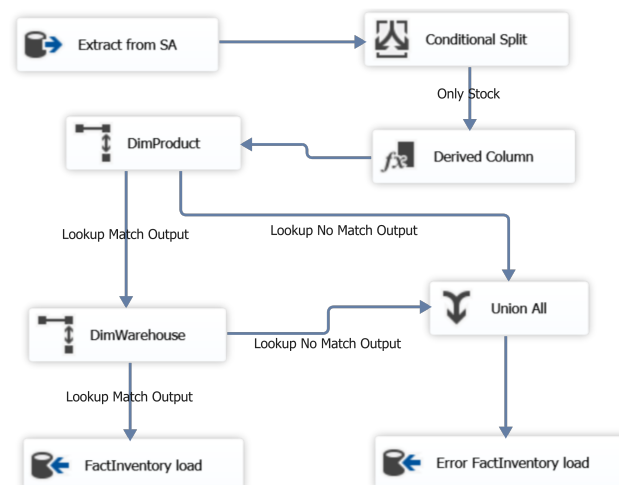 Extract from SA
Conditional Split
Only Stock
DimProduct
Derived Column
Lookup Match Output
Lookup No Match Output
Union All
DimWarehouse
Lookup No Match Output
Lookup Match Output
FactInventory load
Error FactInventory load